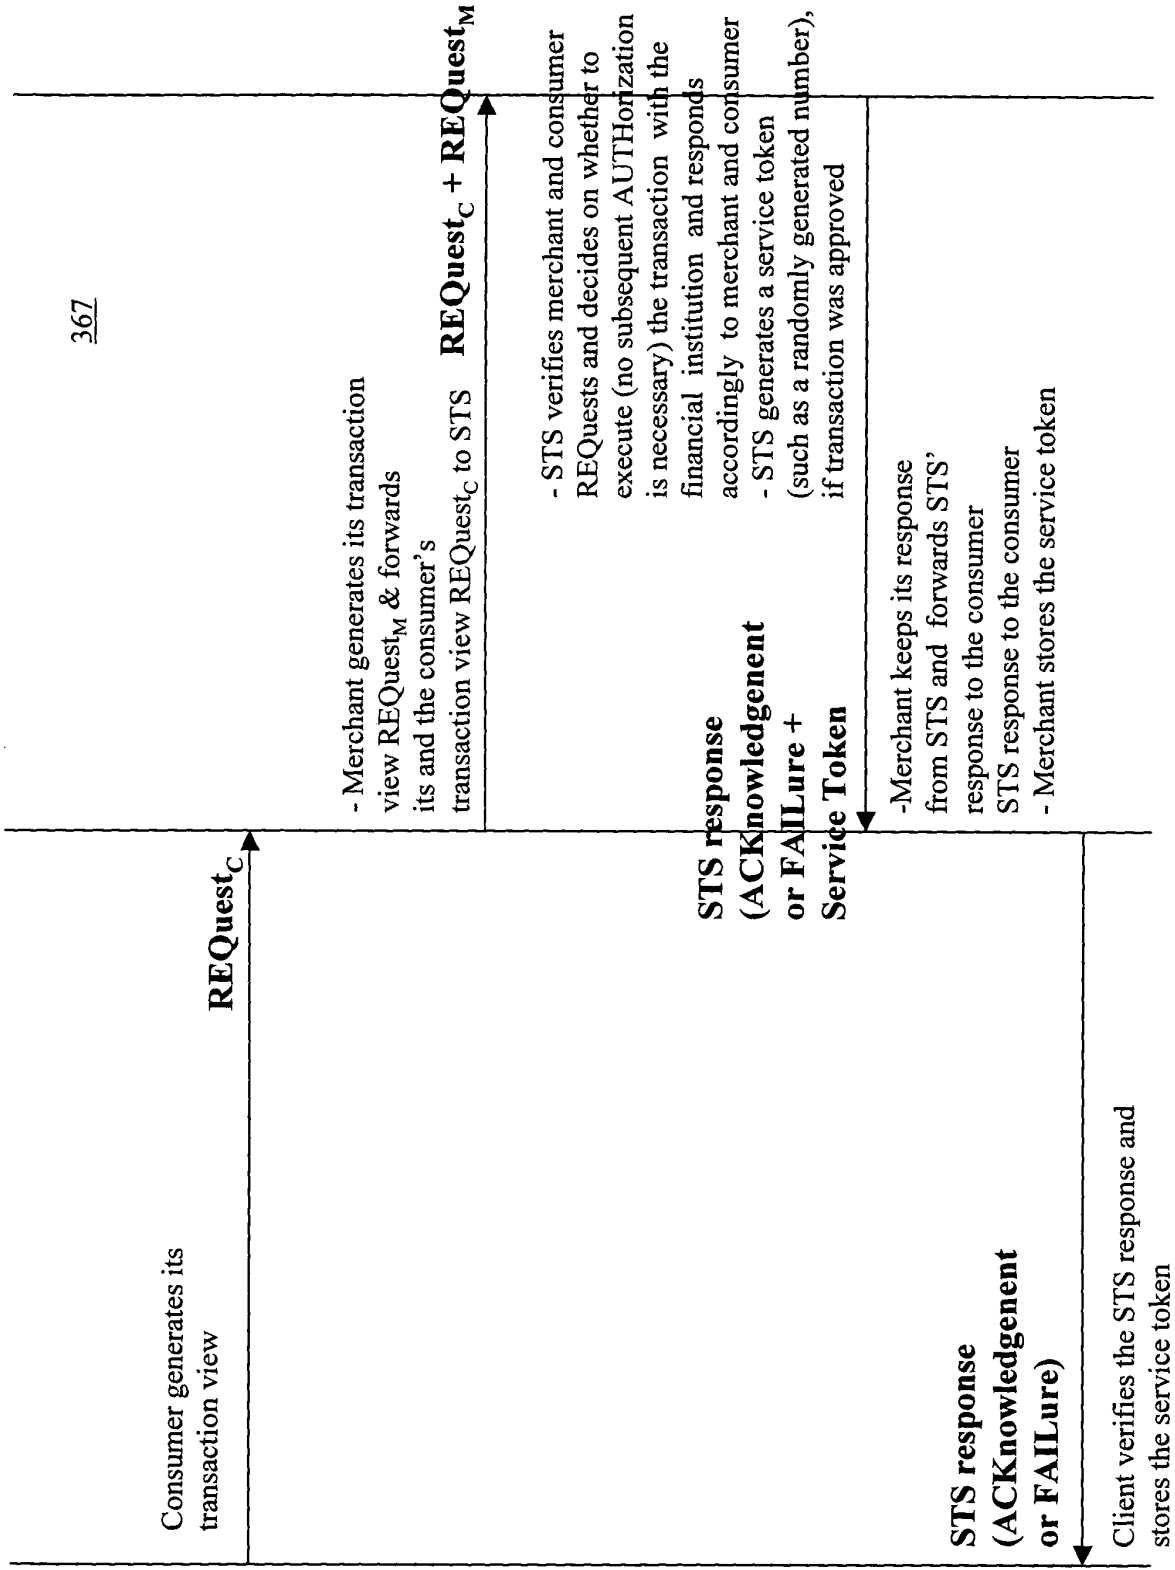 367
Consumer generates its
transaction view
REQuestC
- Merchant generates its transaction
view REQuestM & forwards
its and the consumer's
transaction view REQuestC to STS
REQuestC + REQuestM
- STS verifies merchant and consumer
REQuests and decides on whether to
execute (no subsequent AUTHorization
is necessary) the transaction with the
financial institution and responds
accordingly to merchant and consumer
- STS generates a service token
(such as a randomly generated number),
if transaction was approved
STS response
(ACKnowledgenent
or FAILure +
Service Token
-Merchant keeps its response
from STS and forwards STS'
response to the consumer
STS response to the consumer
- Merchant stores the service token
STS response
(ACKnowledgenent
or FAILure)
Client verifies the STS response and
stores the service token